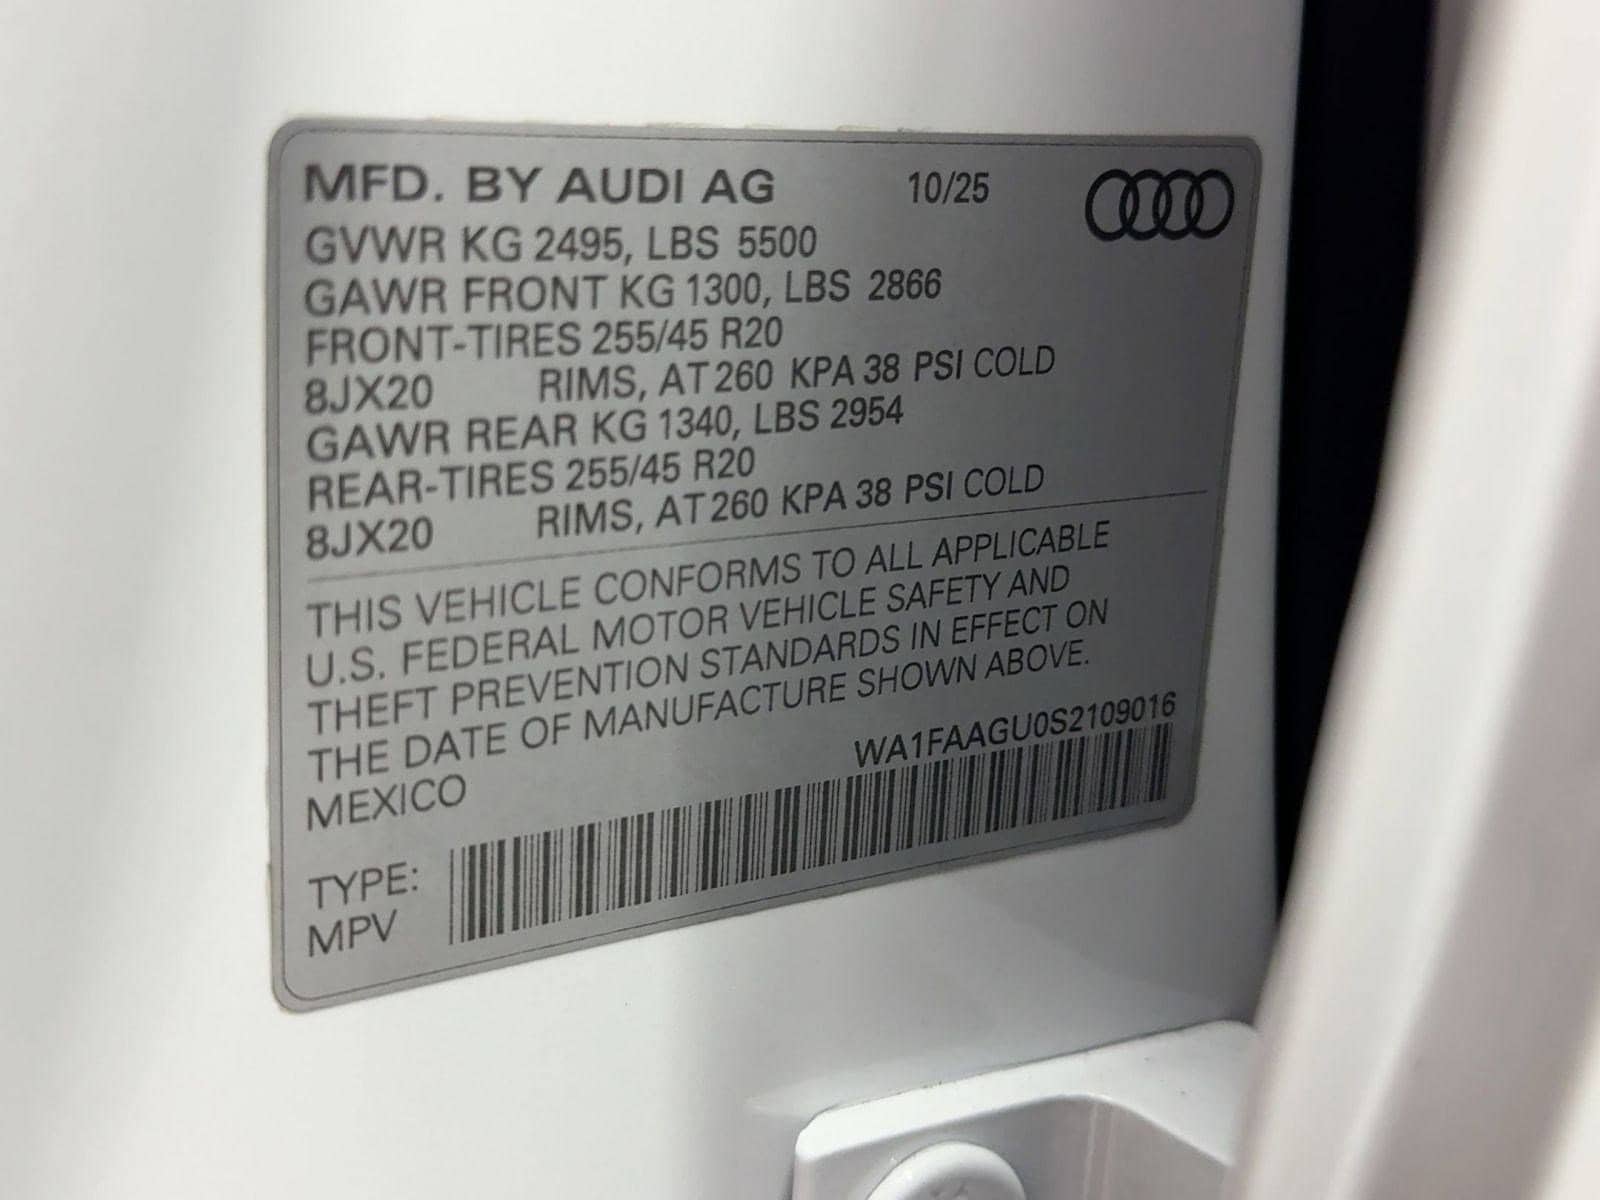 MFD. BY AUDI AG 10/25
GVWR KG 2495, LBS 5500
GAWR FRONT KG 1300, LBS 2866
FRONT-TIRES 255/45 R20
8JX20 RIMS, AT 260 KPA 38 PSI COLD
GAWR REAR KG 1340, LBS 2954
REAR-TIRES 255/45 R20
8JX20 RIMS, AT 260 KPA 38 PSI COLD
THIS VEHICLE CONFORMS TO ALL APPLICABLE
U.S. FEDERAL MOTOR VEHICLE SAFETY AND
THEFT PREVENTION STANDARDS IN EFFECT ON
THE DATE OF MANUFACTURE SHOWN ABOVE.
MEXICO WA1FAAGU0S2109016
TYPE:
MPV